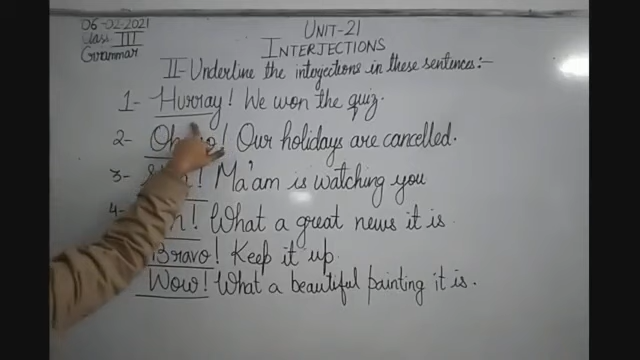 06-02-2021
Class III
Grammar
UNIT-21
INTERJECTIONS
II- Underline the interjections in these sentences:-
1- Hurray! We won the quiz.
2- Our holidays are cancelled.
3- Ma'am is watching you
4- What a great news it is.
Bravo! Keep it up.
Wow! What a beautiful painting it is.